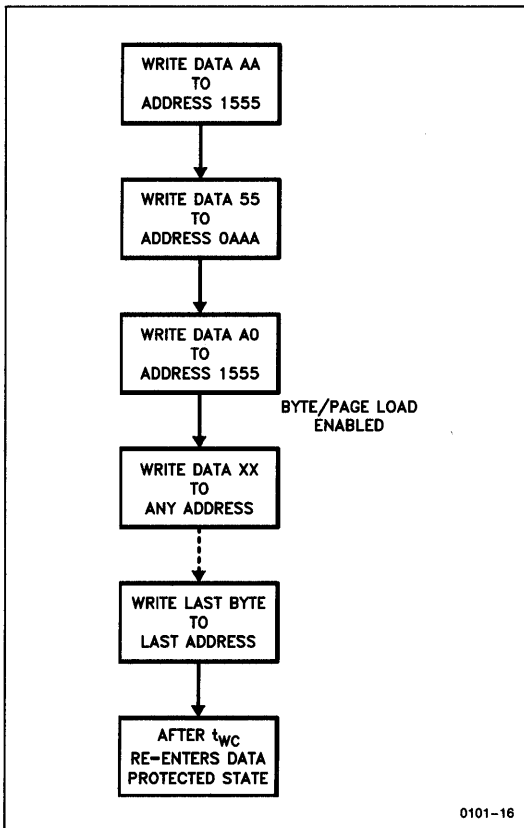 WRITE DATA AA
TO
ADDRESS 1555
WRITE DATA 55
TO
ADDRESS 0AAA
WRITE DATA A0
TO
ADDRESS 1555
BYTE/PAGE LOAD
ENABLED
WRITE DATA XX
TO
ANY ADDRESS
WRITE LAST BYTE
TO
LAST ADDRESS
AFTER tWC
RE-ENTERS DATA
PROTECTED STATE
0101-16